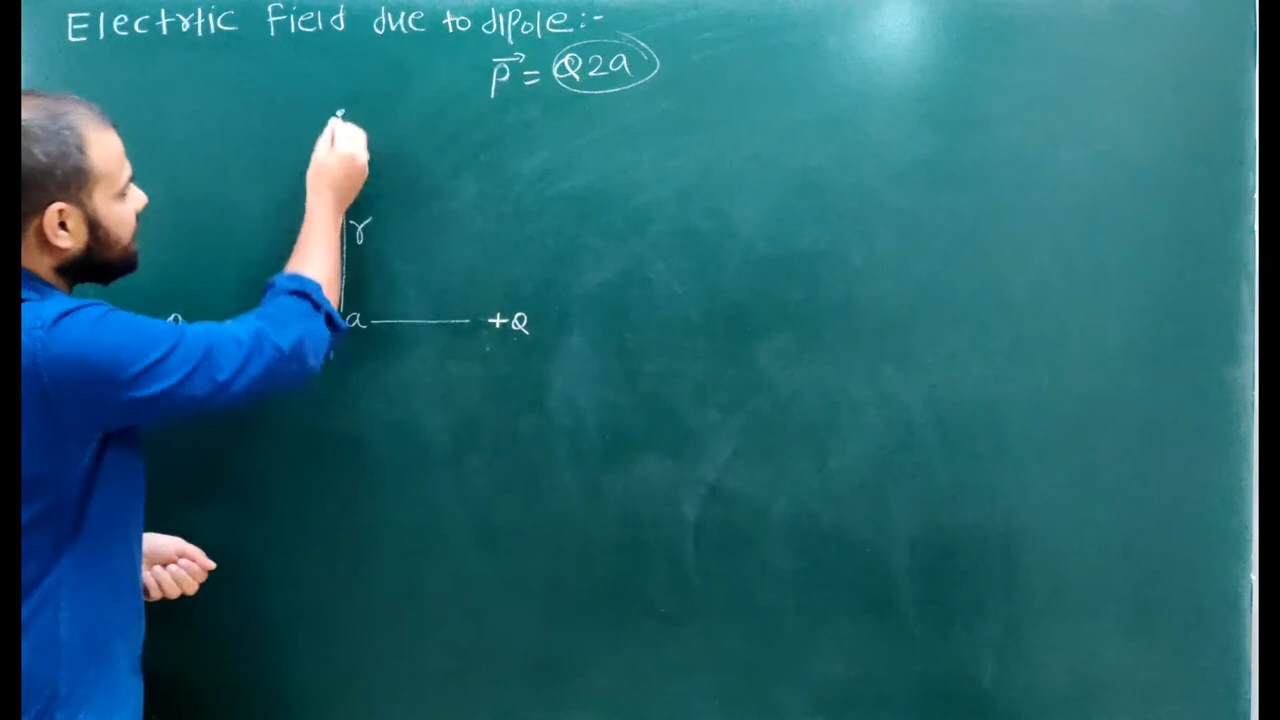 Electric Field due to dipole:-
p⃗ = Q2a
r
a +Q